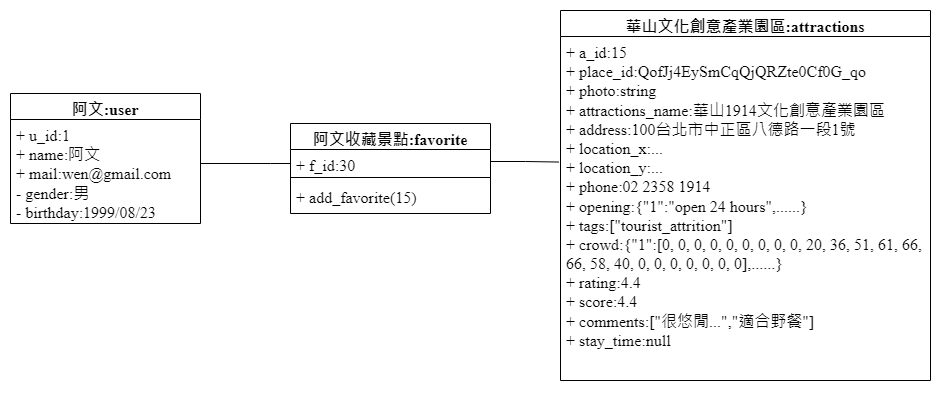 阿文:user
+ u_id:1
+ name:阿文
+ mail:wen@gmail.com
- gender:男
- birthday:1999/08/23
阿文收藏景點:favorite
+ f_id:30
+ add_favorite(15)
華山文化創意產業園區:attractions
+ a_id:15
+ place_id:QofJj4EySmCqQjQRZte0Cf0G_qo
+ photo:string
+ attractions_name:華山1914文化創意產業園區
+ address:100台北市中正區八德路一段1號
+ location_x:...
+ location_y:...
+ phone:02 2358 1914
+ opening:{"1":"open 24 hours",......}
+ tags:["tourist_attrition"]
+ crowd:{"1":[0, 0, 0, 0, 0, 0, 0, 0, 0, 20, 36, 51, 61, 66,
66, 58, 40, 0, 0, 0, 0, 0, 0, 0],......}
+ rating:4.4
+ score:4.4
+ comments:["很悠閒...","適合野餐"]
+ stay_time:null